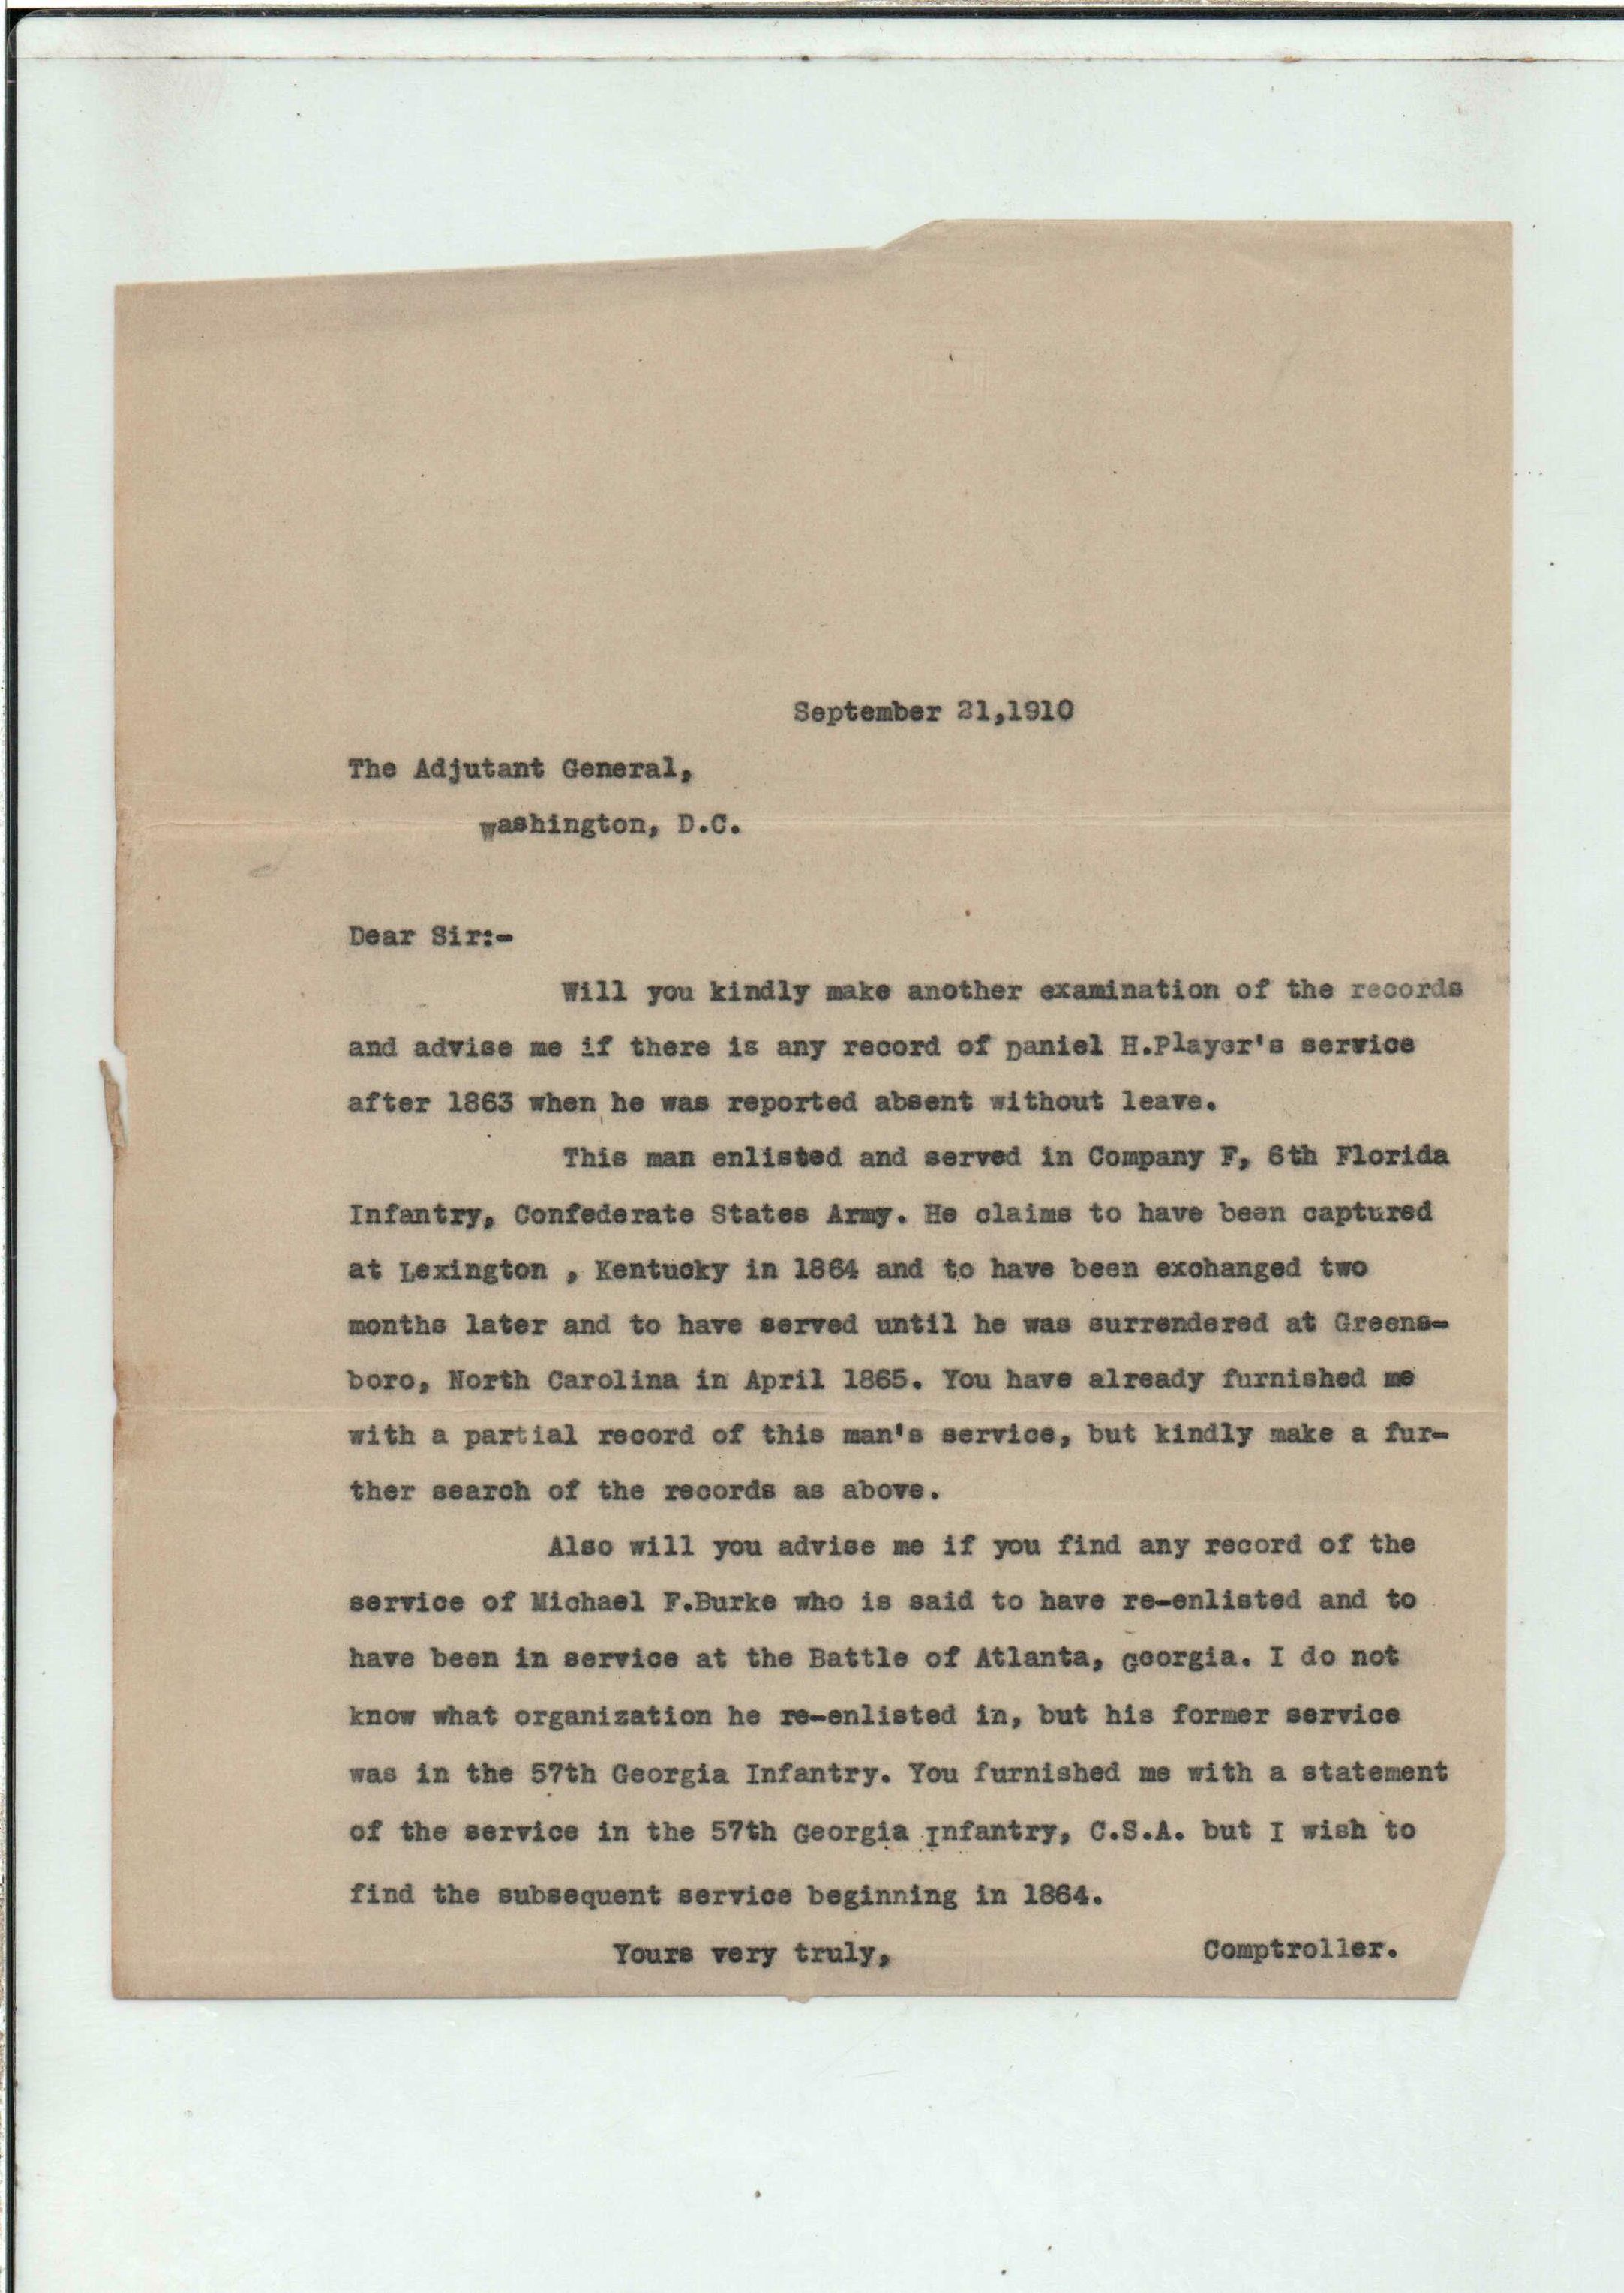 September 21,1910
The Adjutant General,
Washington, D.C.
Dear Sir:-
Will you kindly make another examination of the records
and advise me if there is any record of Daniel H.Player's service
after 1863 when he was reported absent without leave.
This man enlisted and served in Company F, 6th Florida
Infantry, Confederate States Army. He claims to have been captured
at Lexington , Kentucky in 1864 and to have been exchanged two
months later and to have served until he was surrendered at Greens-
boro, North Carolina in April 1865. You have already furnished me
with a partial record of this man's service, but kindly make a fur-
ther search of the records as above.
Also will you advise me if you find any record of the
service of Michael F.Burke who is said to have re-enlisted and to
have been in service at the Battle of Atlanta, Georgia. I do not
know what organization he re-enlisted in, but his former service
was in the 57th Georgia Infantry. You furnished me with a statement
of the service in the 57th Georgia Infantry, C.S.A. but I wish to
find the subsequent service beginning in 1864.
Yours very truly, Comptroller.